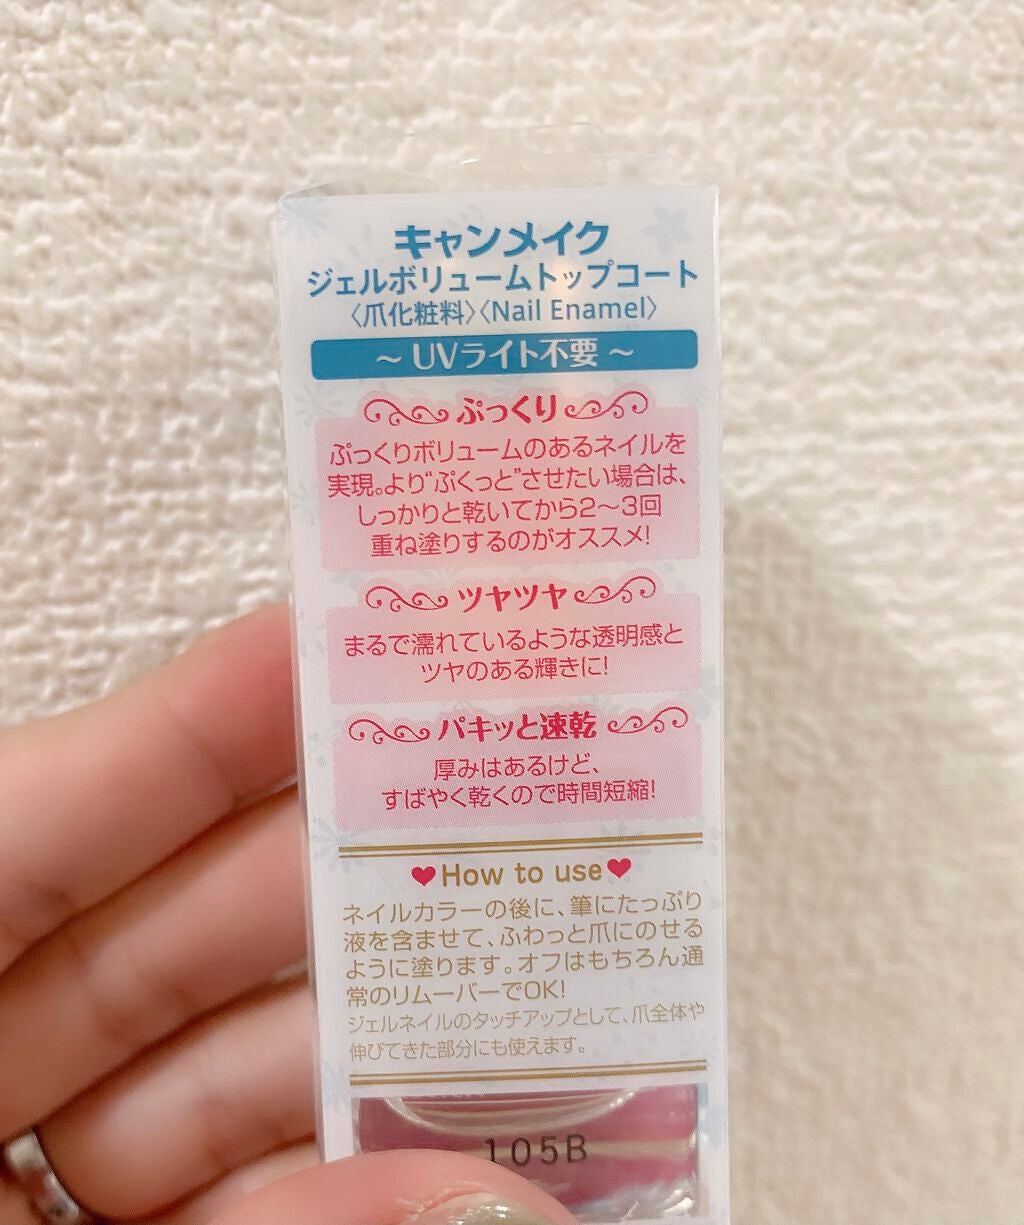 キャンメイク
ジェルボリュームトップコート
〈爪化粧料〉〈Nail Enamel〉
～ UVライト不要 ～
ぷっくり
ぷっくりボリュームのあるネイルを
実現。より“ぷくっと”させたい場合は、
しっかりと乾いてから2～3回
重ね塗りするのがオススメ!
ツヤツヤ
まるで濡れているような透明感と
ツヤのある輝きに!
パキッと速乾
厚みはあるけど、
すばやく乾くので時間短縮!
♥How to use♥
ネイルカラーの後に、筆にたっぷり
液を含ませて、ふわっと爪にのせる
ように塗ります。オフはもちろん通
常のリムーバーでOK!
ジェルネイルのタッチアップとして、爪全体や
伸びてきた部分にも使えます。
105B